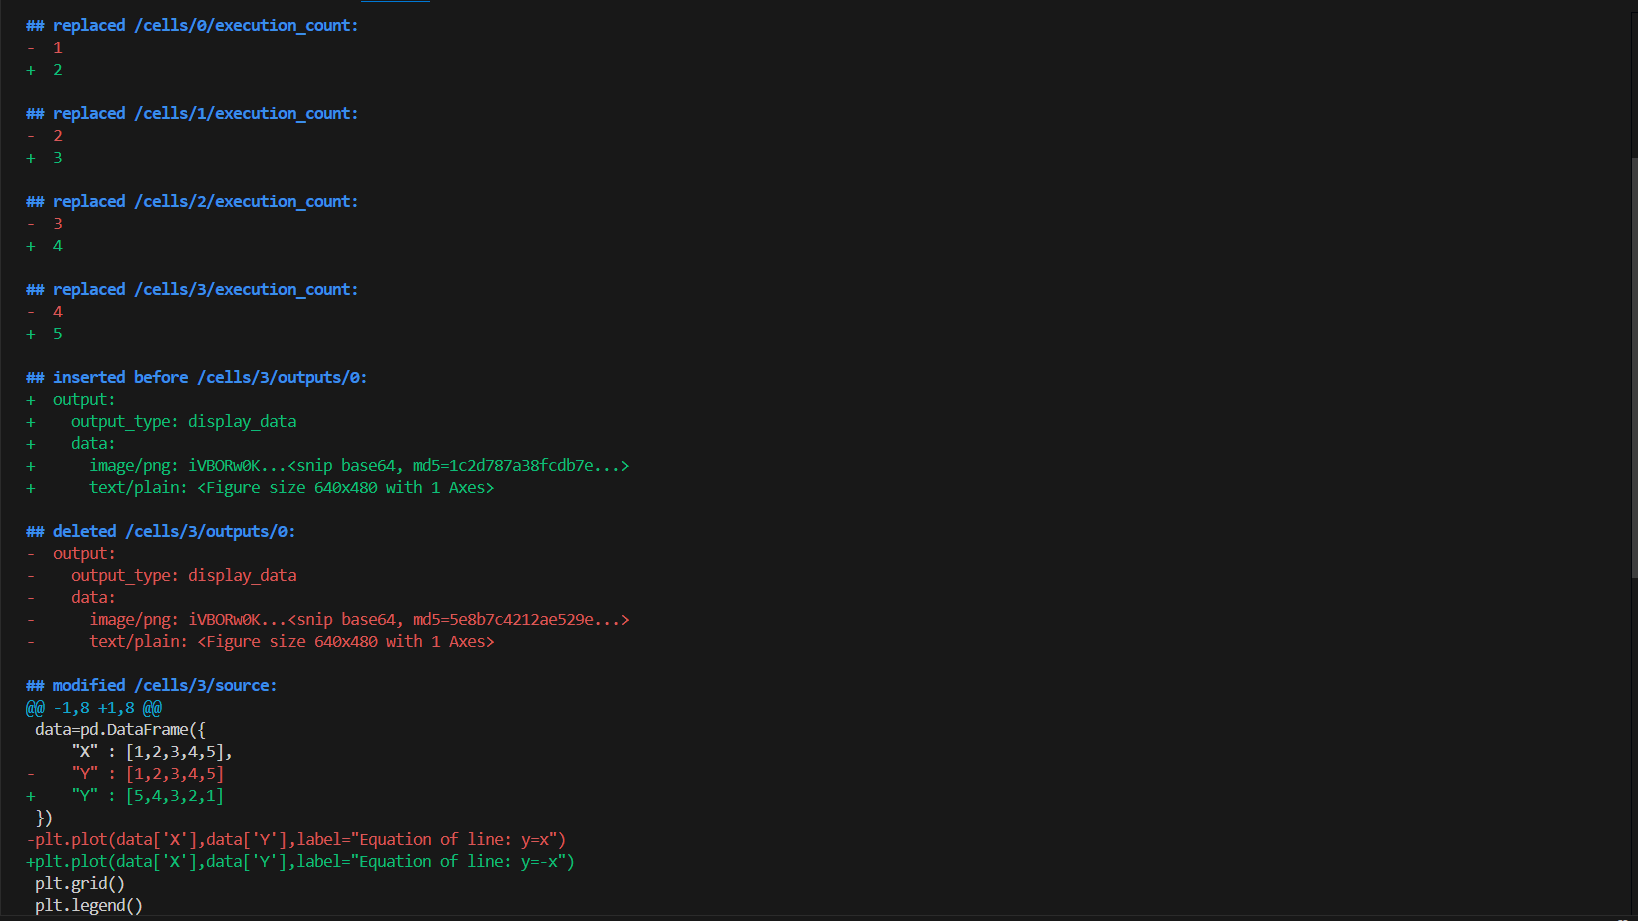 ## replaced /cells/0/execution_count:
-  1
+  2
## replaced /cells/1/execution_count:
-  2
+  3
## replaced /cells/2/execution_count:
-  3
+  4
## replaced /cells/3/execution_count:
-  4
+  5
## inserted before /cells/3/outputs/0:
+  output:
+    output_type: display_data
+    data:
+      image/png: iVBORw0K...<snip base64, md5=1c2d787a38fcdb7e...>
+      text/plain: <Figure size 640x480 with 1 Axes>
## deleted /cells/3/outputs/0:
-  output:
-    output_type: display_data
-    data:
-      image/png: iVBORw0K...<snip base64, md5=5e8b7c4212ae529e...>
-      text/plain: <Figure size 640x480 with 1 Axes>
## modified /cells/3/source:
@@ -1,8 +1,8 @@
 data=pd.DataFrame({
     "X" : [1,2,3,4,5],
-    "Y" : [1,2,3,4,5]
+    "Y" : [5,4,3,2,1]
 })
-plt.plot(data['X'],data['Y'],label="Equation of line: y=x")
+plt.plot(data['X'],data['Y'],label="Equation of line: y=-x")
 plt.grid()
 plt.legend()